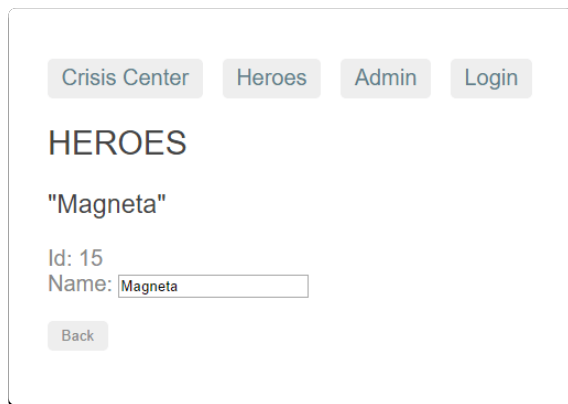 Crisis Center Heroes Admin Login
HEROES
"Magneta"
Id: 15
Name: Magneta
Back